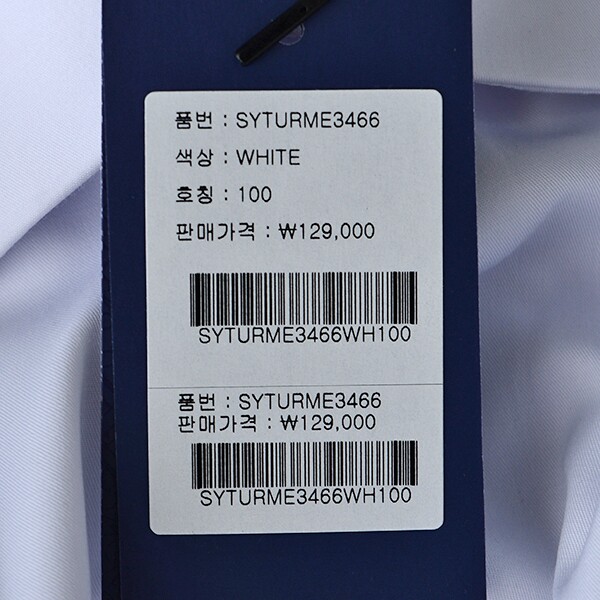 품번 : SYTURME3466
색상 : WHITE
호칭 : 100
판매가격 : ₩129,000
SYTURME3466WH100
품번 : SYTURME3466
판매가격 : ₩129,000
SYTURME3466WH100